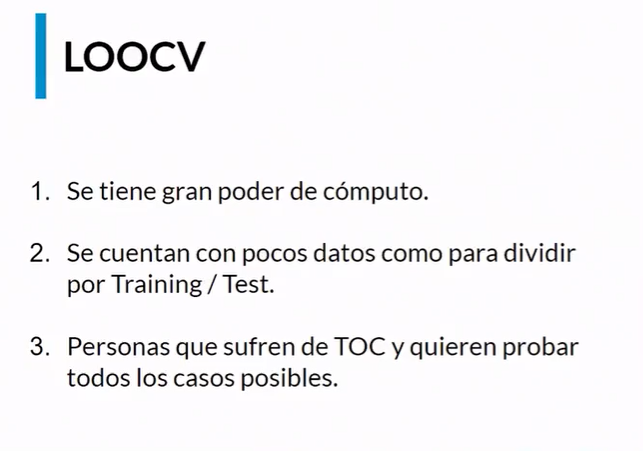 LOOCV
1. Se tiene gran poder de cómputo.
2. Se cuentan con pocos datos como para dividir
por Training / Test.
3. Personas que sufren de TOC y quieren probar
todos los casos posibles.